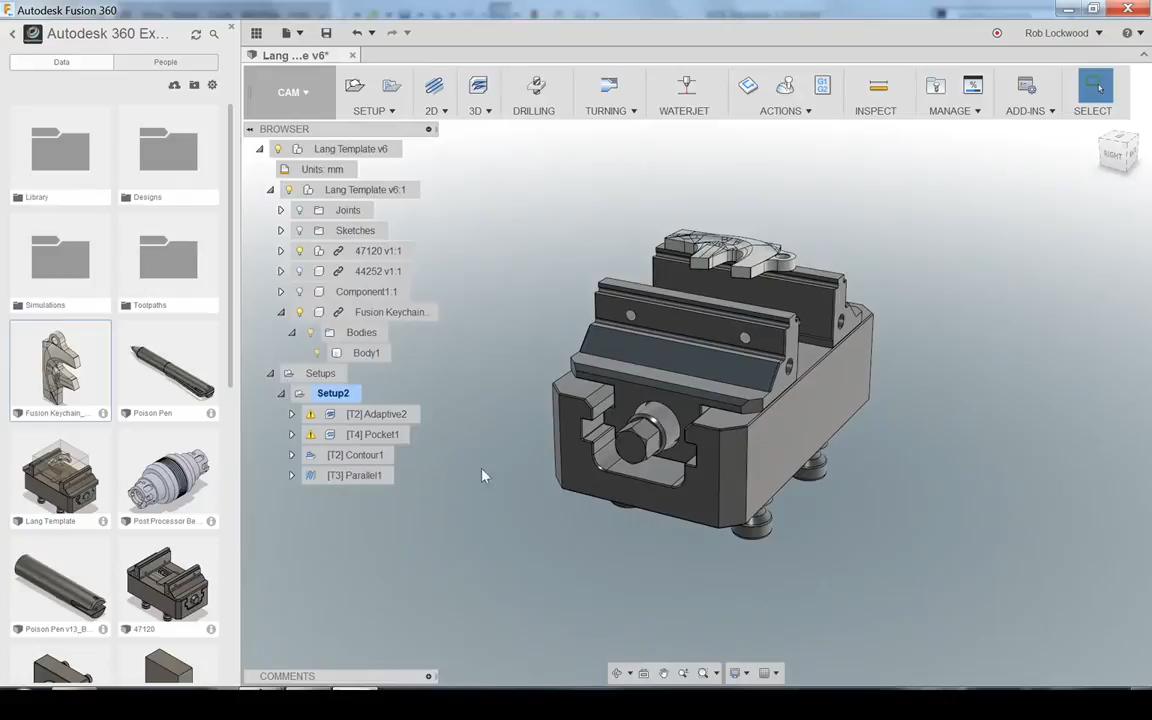 Autodesk Fusion 360
Autodesk 360 Ex...
Rob Lockwood
Data
People
Lang ...e v6*
CAM
SETUP
2D
3D
DRILLING
TURNING
WATERJET
G1
G2
ACTIONS
INSPECT
MANAGE
ADD-INS
SELECT
BROWSER
RIGHT
Lang Template v6
Units: mm
Lang Template v6:1
Joints
Sketches
47120 v1:1
44252 v1:1
Component1:1
Fusion Keychain...
Bodies
Body1
Setups
Setup2
[T2] Adaptive2
[T4] Pocket1
[T2] Contour1
[T3] Parallel1
Library
Designs
Simulations
Toolpaths
Fusion Keychain_...
Poison Pen
Lang Template
Post Processor Be...
Poison Pen v13_B...
47120
COMMENTS